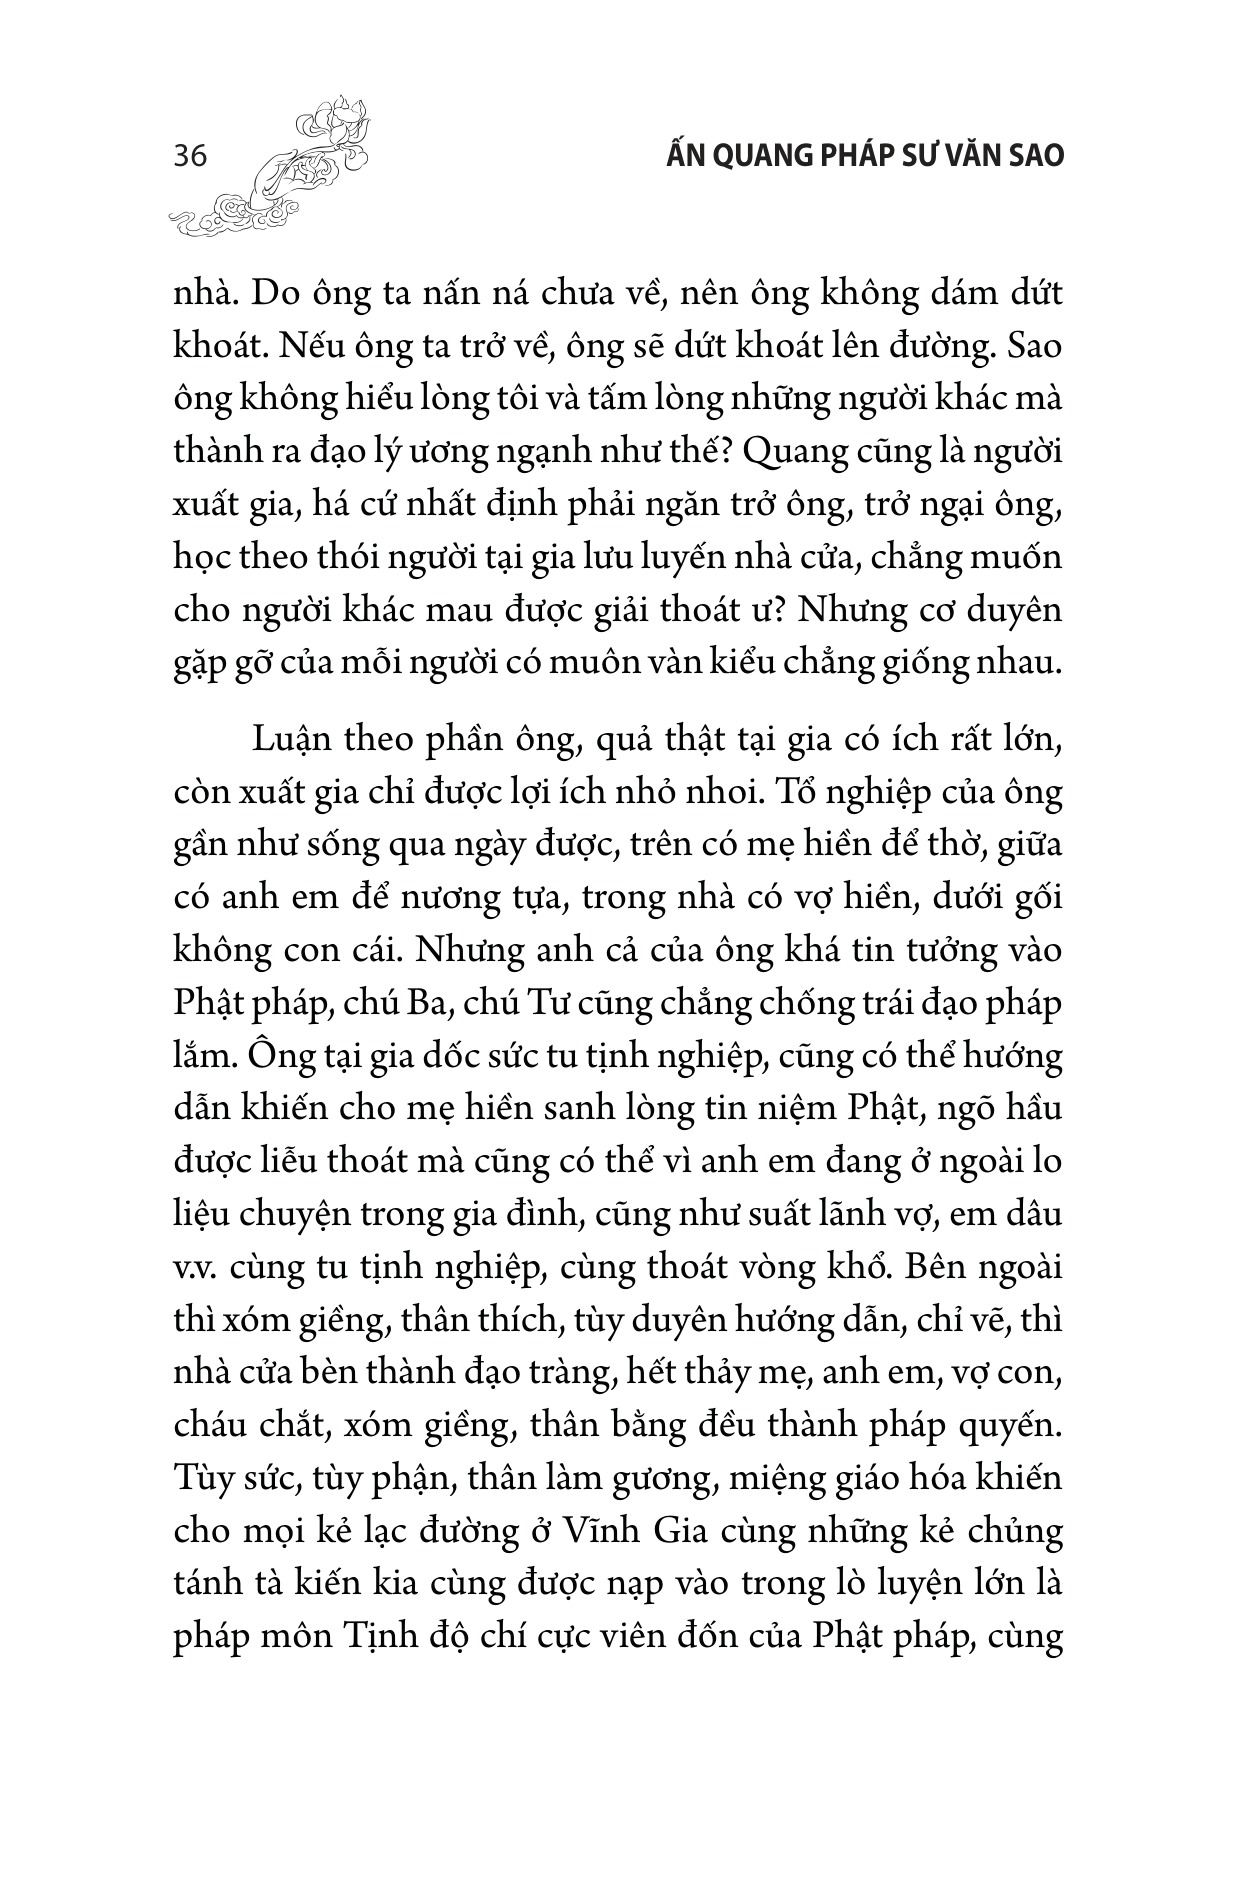 36
ẤN QUANG PHÁP SƯ VĂN SAO
nhà. Do ông ta nấn ná chưa về, nên ông không dám dứt
khoát. Nếu ông ta trở về, ông sẽ dứt khoát lên đường. Sao
ông không hiểu lòng tôi và tấm lòng những người khác mà
thành ra đạo lý ương ngạnh như thế? Quang cũng là người
xuất gia, há cứ nhất định phải ngăn trở ông, trở ngại ông,
học theo thói người tại gia lưu luyến nhà cửa, chẳng muốn
cho người khác mau được giải thoát ư? Nhưng cơ duyên
gặp gỡ của mỗi người có muôn vàn kiểu chẳng giống nhau.
Luận theo phần ông, quả thật tại gia có ích rất lớn,
còn xuất gia chỉ được lợi ích nhỏ nhoi. Tổ nghiệp của ông
gần như sống qua ngày được, trên có mẹ hiền để thờ, giữa
có anh em để nương tựa, trong nhà có vợ hiền, dưới gối
không con cái. Nhưng anh cả của ông khá tin tưởng vào
Phật pháp, chú Ba, chú Tư cũng chẳng chống trái đạo pháp
lắm. Ông tại gia dốc sức tu tịnh nghiệp, cũng có thể hướng
dẫn khiến cho mẹ hiền sanh lòng tin niệm Phật, ngõ hầu
được liễu thoát mà cũng có thể vì anh em đang ở ngoài lo
liệu chuyện trong gia đình, cũng như suất lãnh vợ, em dâu
v.v. cùng tu tịnh nghiệp, cùng thoát vòng khổ. Bên ngoài
thì xóm giềng, thân thích, tùy duyên hướng dẫn, chỉ vẽ, thì
nhà cửa bèn thành đạo tràng, hết thảy mẹ, anh em, vợ con,
cháu chắt, xóm giềng, thân bằng đều thành pháp quyến.
Tùy sức, tùy phận, thân làm gương, miệng giáo hóa khiến
cho mọi kẻ lạc đường ở Vĩnh Gia cùng những kẻ chủng
tánh tà kiến kia cùng được nạp vào trong lò luyện lớn là
pháp môn Tịnh độ chí cực viên đốn của Phật pháp, cùng